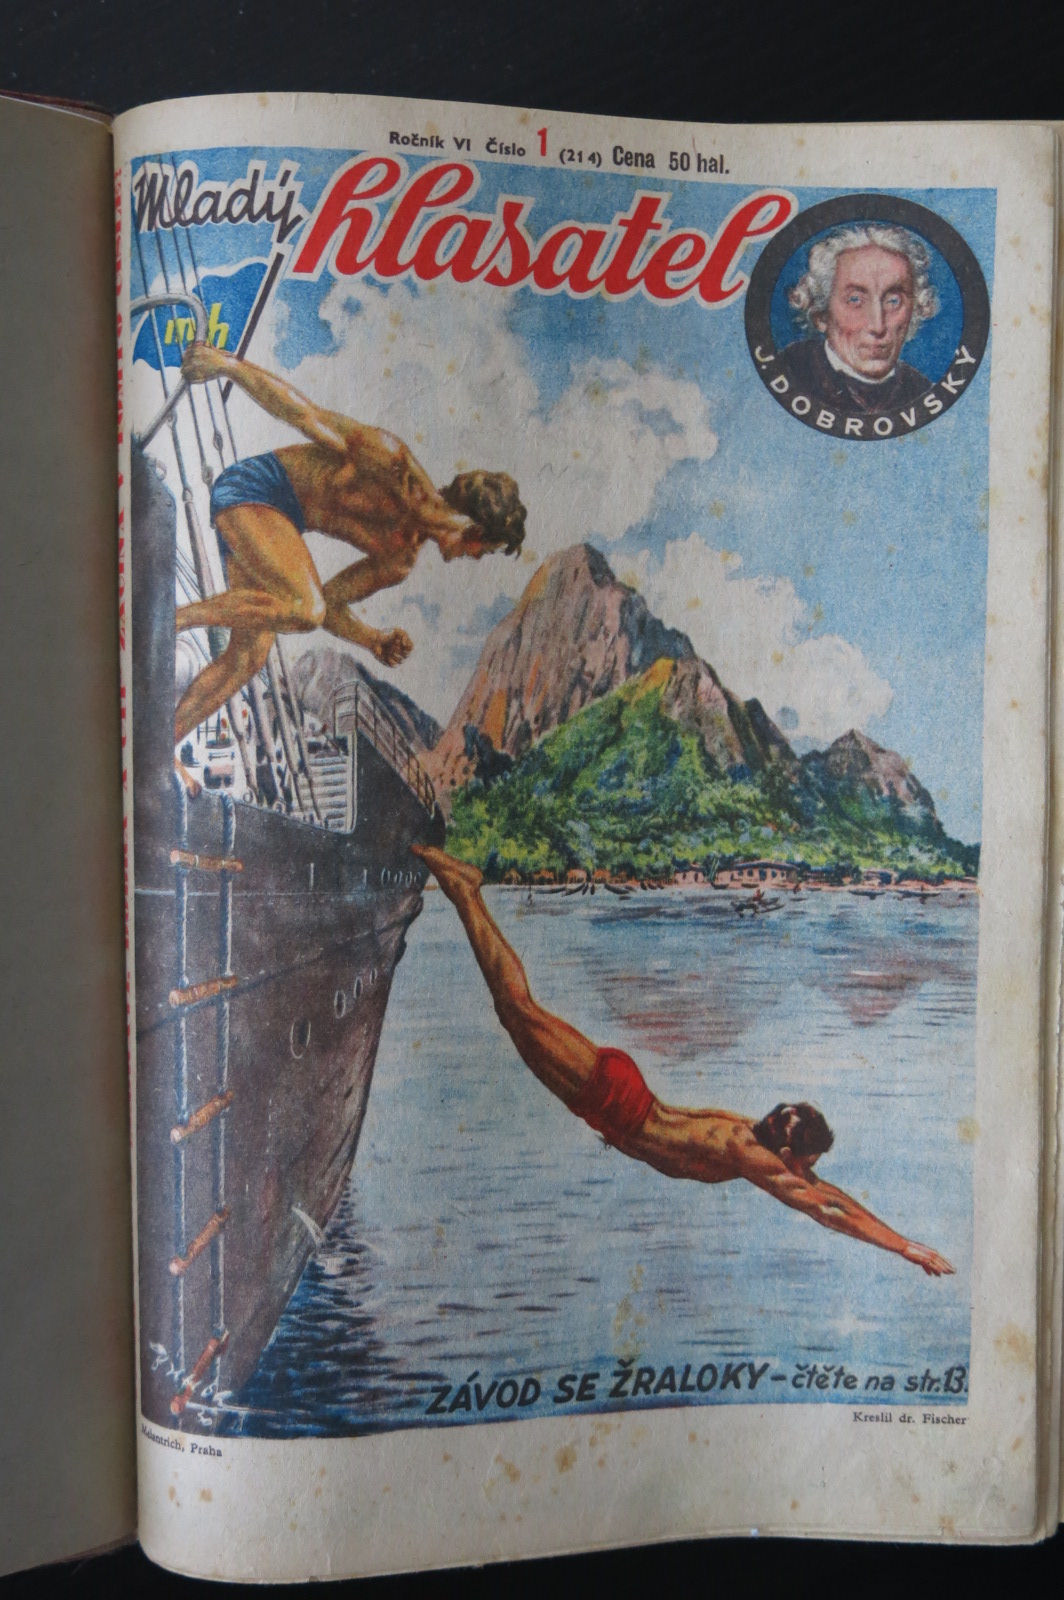 Ročník VI Číslo 1 (214) Cena 50 hal.
Mladý hlasatel
mh
J. DOBROVSKÝ
ZÁVOD SE ŽRALOKY - čtěte na str. 13.
Kreslil dr. Fischer
Melantrich, Praha